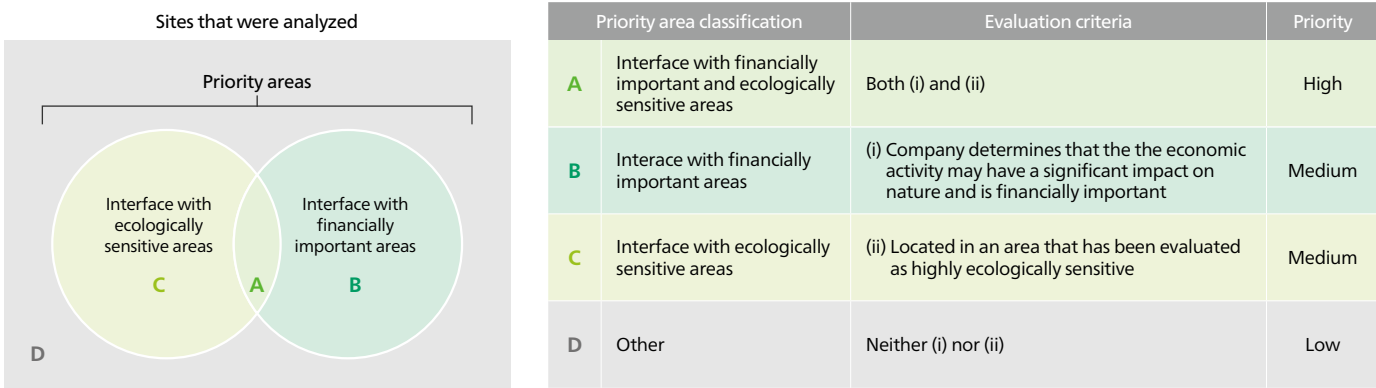 Sites that were analyzed
Priority areas
Interface with
ecologically
sensitive areas
C
A
Interface with
financially
important areas
B
D
Priority area classification
Evaluation criteria
Priority
A
Interface with financially
important and ecologically
sensitive areas
Both (i) and (ii)
High
B
Interace with financially
important areas
(i) Company determines that the the economic
activity may have a significant impact on
nature and is financially important
Medium
C
Interface with ecologically
sensitive areas
(ii) Located in an area that has been evaluated
as highly ecologically sensitive
Medium
D
Other
Neither (i) nor (ii)
Low